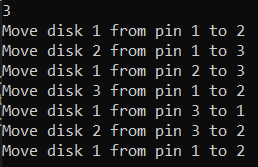 3
Move disk 1 from pin 1 to 2
Move disk 2 from pin 1 to 3
Move disk 1 from pin 2 to 3
Move disk 3 from pin 1 to 2
Move disk 1 from pin 3 to 1
Move disk 2 from pin 3 to 2
Move disk 1 from pin 1 to 2